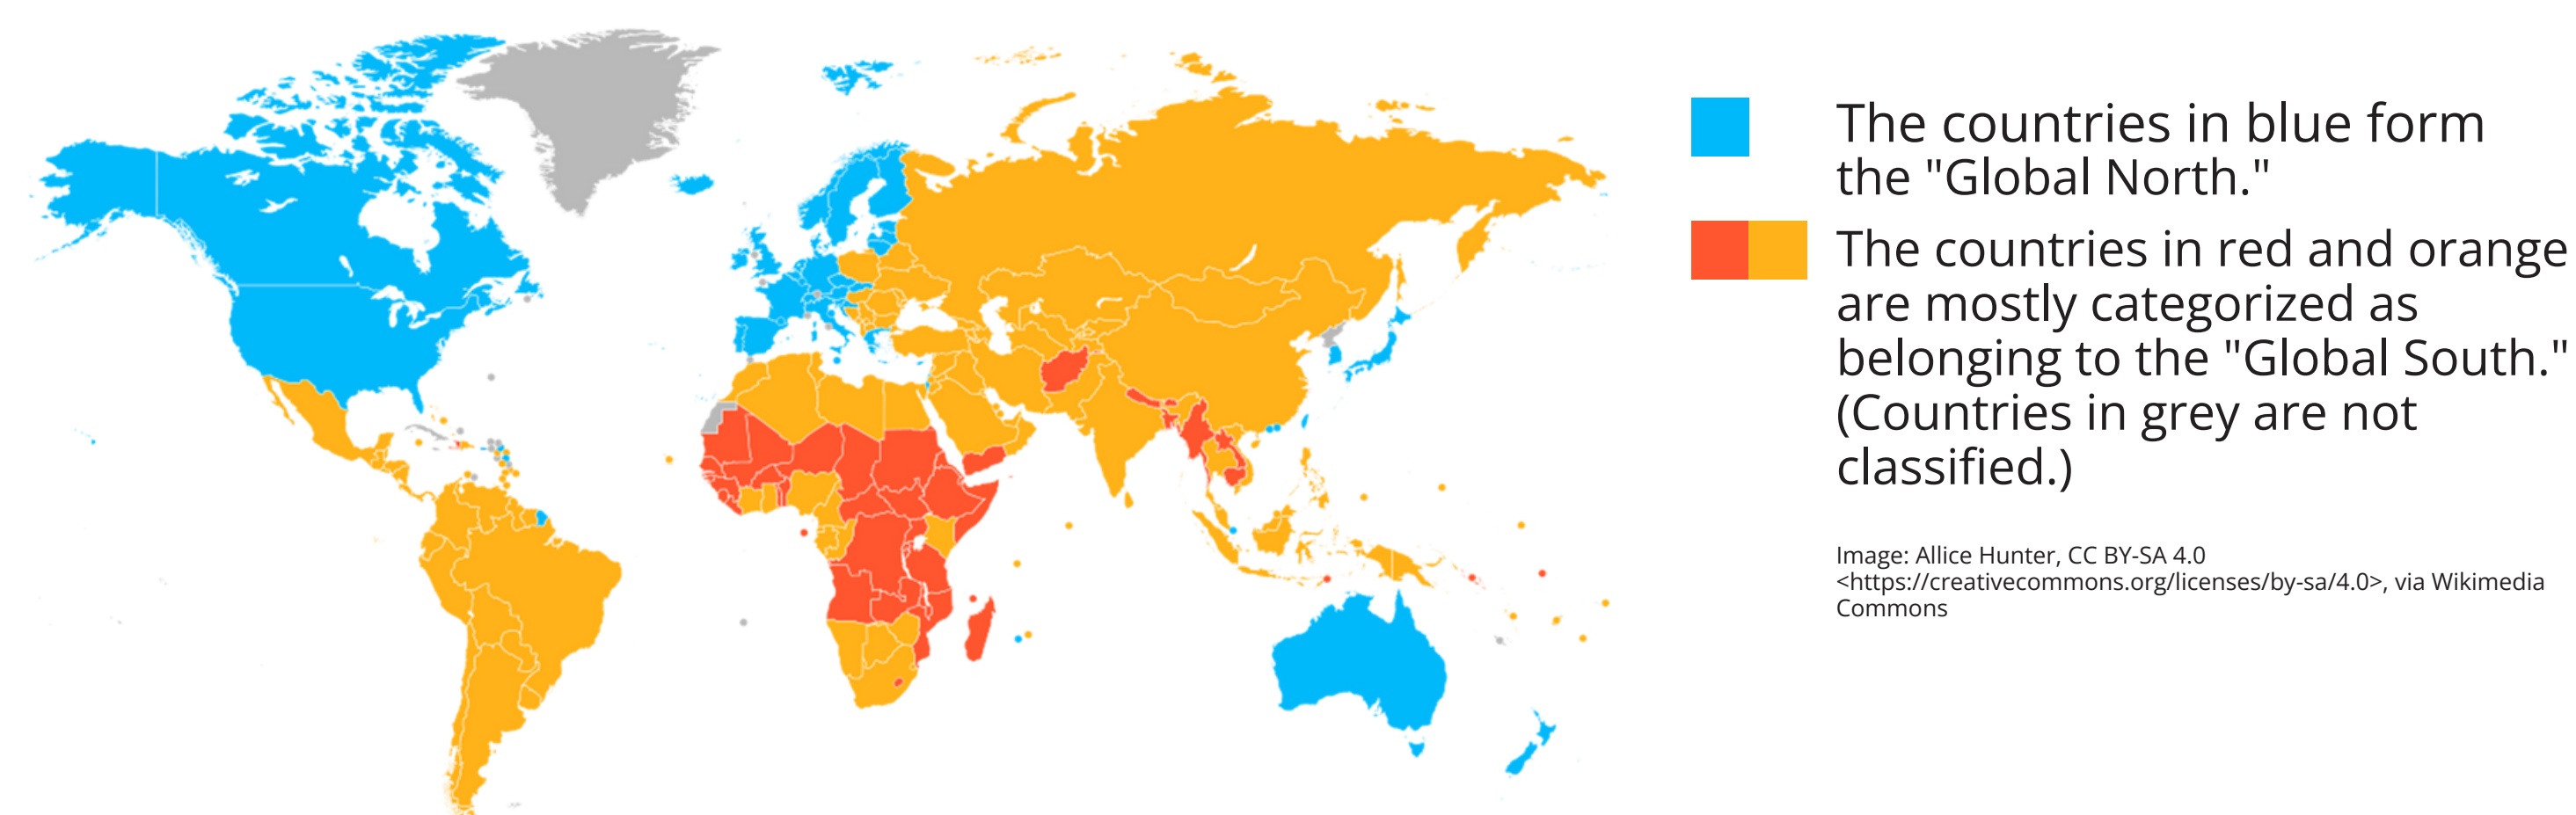 The countries in blue form
the "Global North."
The countries in red and orange
are mostly categorized as
belonging to the "Global South."
(Countries in grey are not
classified.)
Image: Allice Hunter, CC BY-SA 4.0
<https://creativecommons.org/licenses/by-sa/4.0>, via Wikimedia
Commons